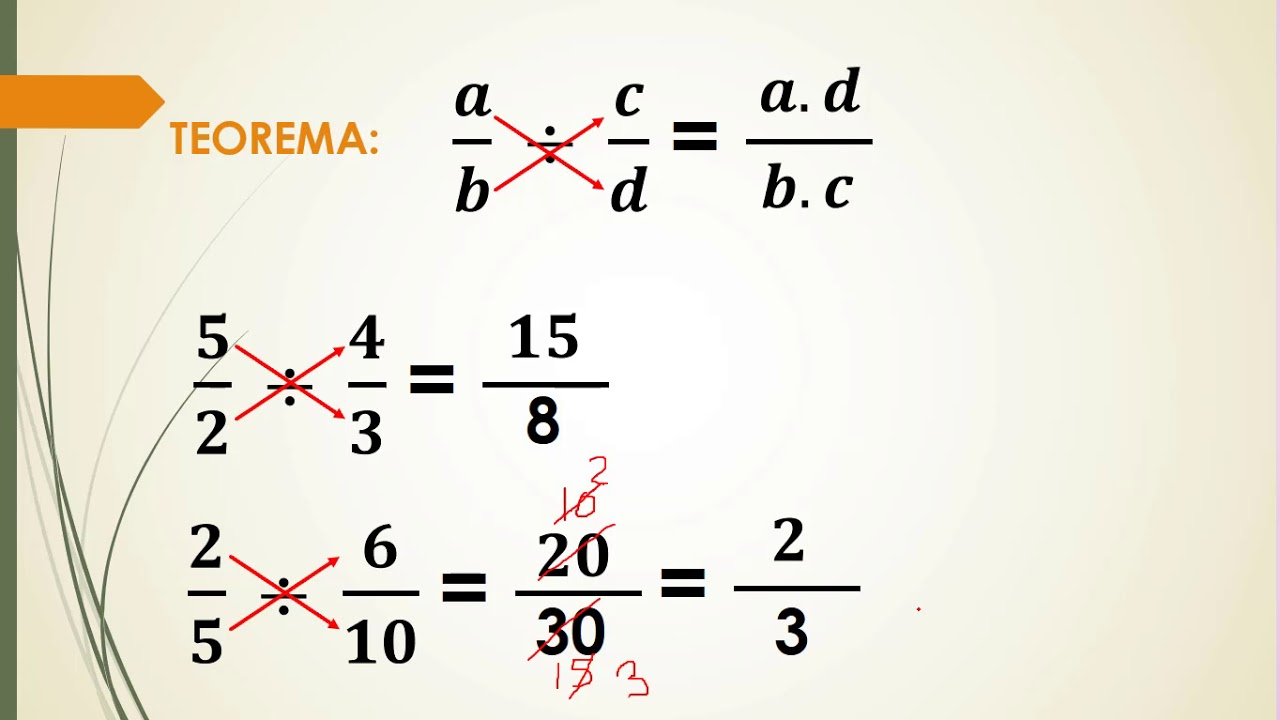 TEOREMA: a/b ÷ c/d = a.d/b.c
5/2 ÷ 4/3 = 15/8
2/5 ÷ 6/10 = 20/30 = 2/3
10 2
15 3